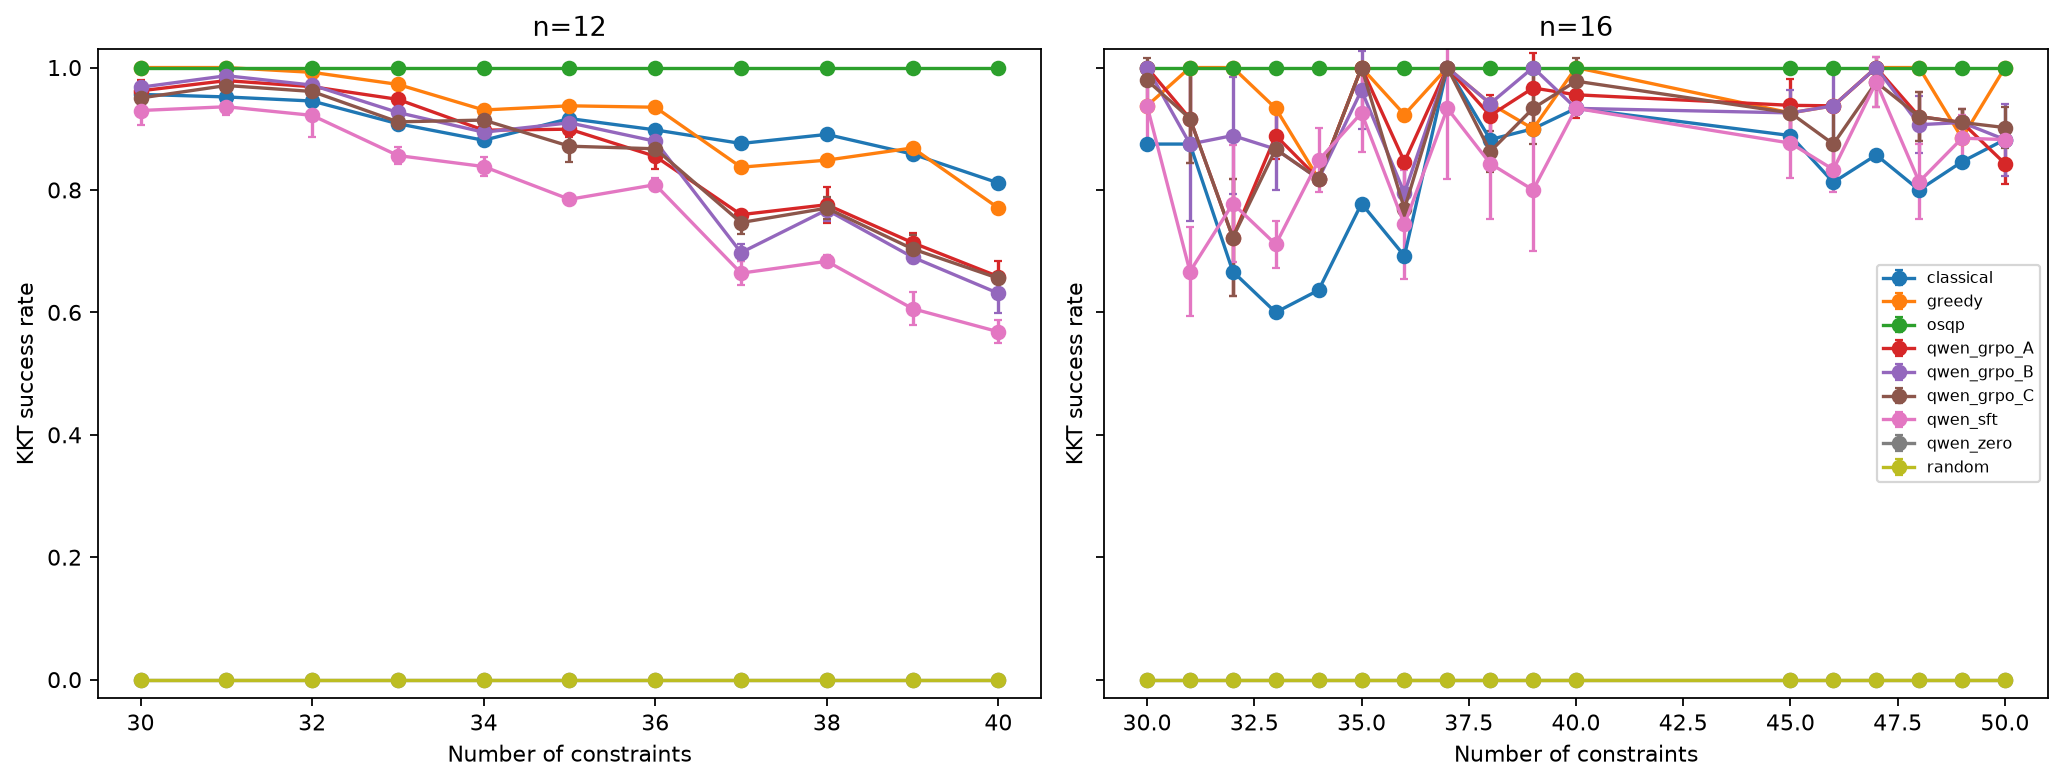 n=12
1.0
0.8
0.6
0.4
0.2
0.0
KKT success rate
30
32
34
36
38
40
Number of constraints
n=16
KKT success rate
classical
greedy
osqp
qwen_grpo_A
qwen_grpo_B
qwen_grpo_C
qwen_sft
qwen_zero
random
30.0
32.5
35.0
37.5
40.0
42.5
45.0
47.5
50.0
Number of constraints